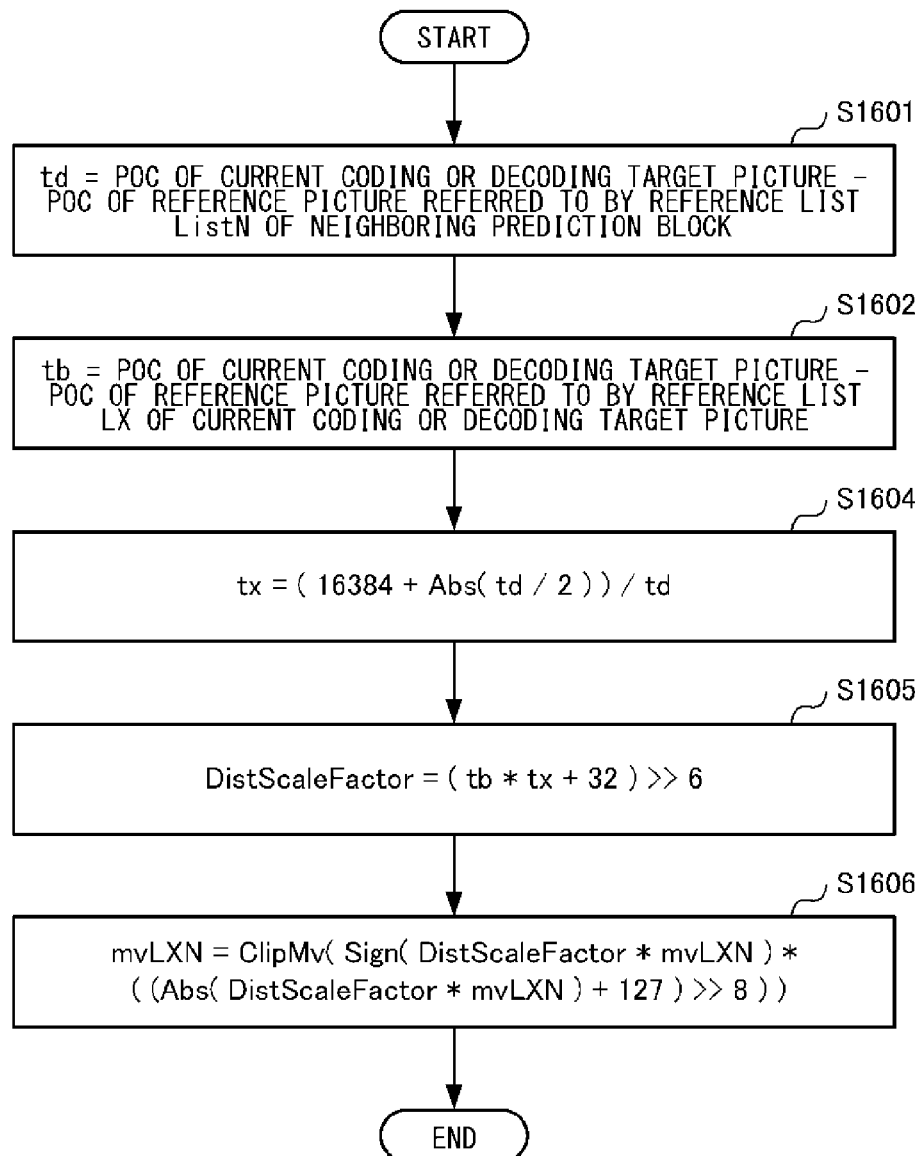 START
S1601
td = POC OF CURRENT CODING OR DECODING TARGET PICTURE -
POC OF REFERENCE PICTURE REFERRED TO BY REFERENCE LIST
ListN OF NEIGHBORING PREDICTION BLOCK
S1602
tb = POC OF CURRENT CODING OR DECODING TARGET PICTURE -
POC OF REFERENCE PICTURE REFERRED TO BY REFERENCE LIST
LX OF CURRENT CODING OR DECODING TARGET PICTURE
S1604
tx = ( 16384 + Abs( td / 2 ) ) / td
S1605
DistScaleFactor = ( tb * tx + 32 ) >> 6
S1606
mvLXN = ClipMv( Sign( DistScaleFactor * mvLXN ) *
( (Abs( DistScaleFactor * mvLXN ) + 127 ) >> 8 ) )
END